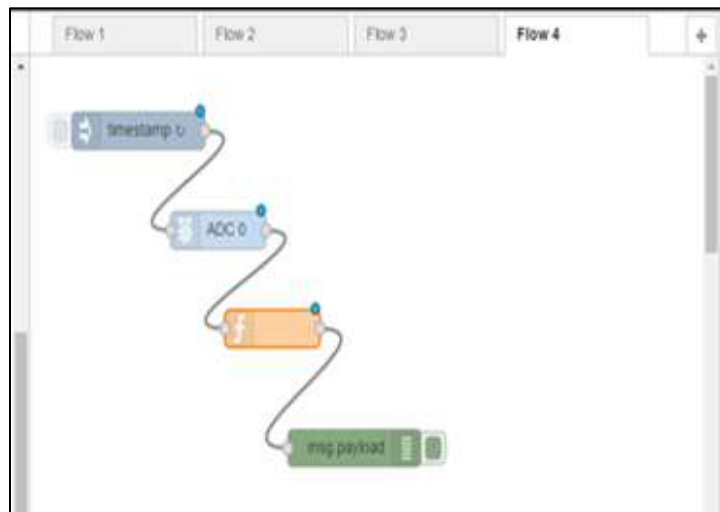 Flow 1
Flow 2
Flow 3
Flow 4
+
timestamp ↻
ADC 0
f
msg.payload